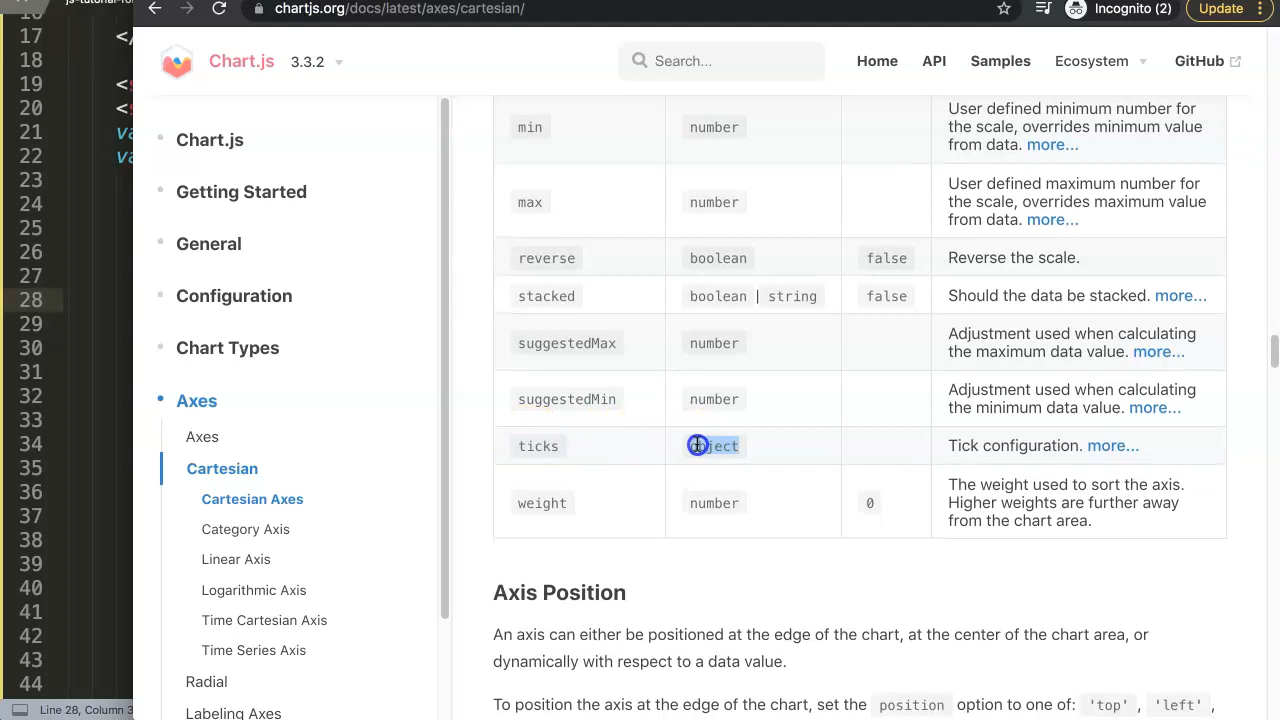 16
js-tutorial-for
chartjs.org/docs/latest/axes/cartesian/
Incognito (2)
Update
17
</
18
19
<s
20
<s
21
va
22
va
23
24
25
26
27
28
29
30
31
32
33
34
35
36
37
38
39
40
41
42
43
44
Line 28, Column 3
Chart.js 3.3.2
Search...
Home API Samples Ecosystem GitHub
Chart.js
Getting Started
General
Configuration
Chart Types
Axes
Axes
Cartesian
Cartesian Axes
Category Axis
Linear Axis
Logarithmic Axis
Time Cartesian Axis
Time Series Axis
Radial
Labeling Axes
min number User defined minimum number for
the scale, overrides minimum value
from data. more...
max number User defined maximum number for
the scale, overrides maximum value
from data. more...
reverse boolean false Reverse the scale.
stacked boolean | string false Should the data be stacked. more...
suggestedMax number Adjustment used when calculating
the maximum data value. more...
suggestedMin number Adjustment used when calculating
the minimum data value. more...
ticks object Tick configuration. more...
weight number 0 The weight used to sort the axis.
Higher weights are further away
from the chart area.
Axis Position
An axis can either be positioned at the edge of the chart, at the center of the chart area, or
dynamically with respect to a data value.
To position the axis at the edge of the chart, set the position option to one of: 'top', 'left',